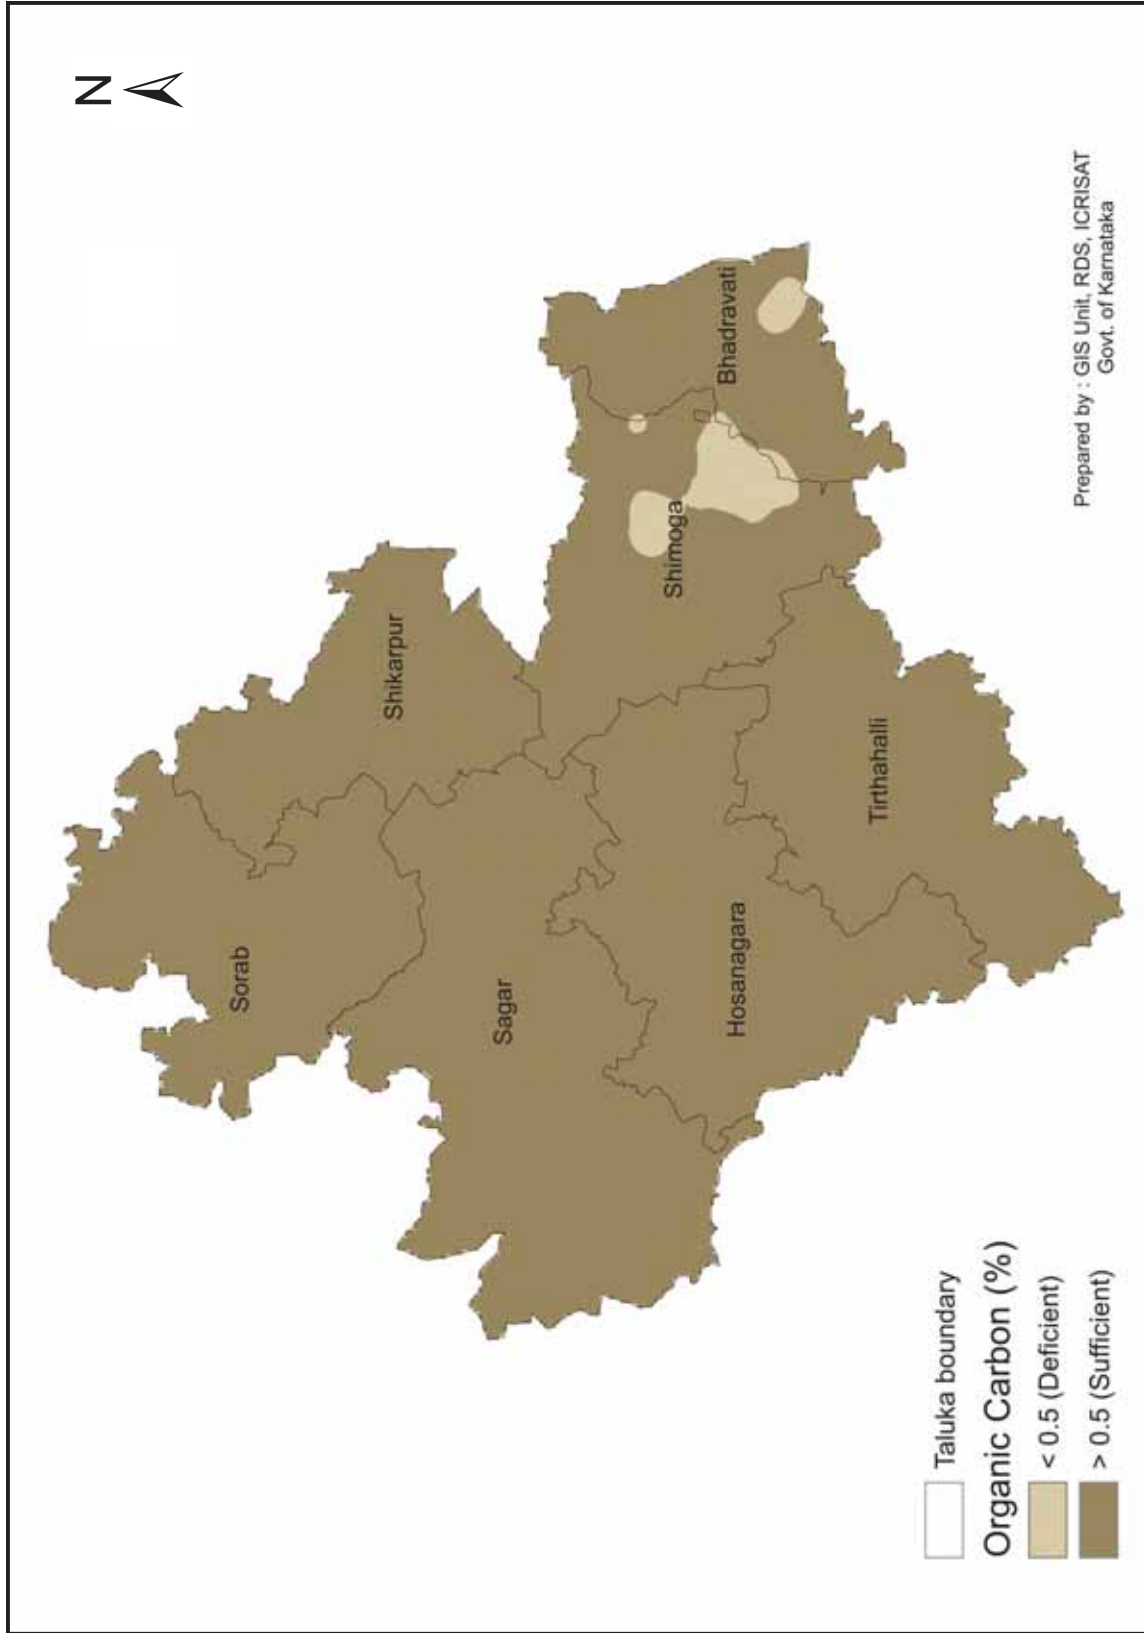 N
Sorab
Shikarpur
Sagar
Shimoga
Bhadravati
Hosanagara
Tirthahalli
Taluka boundary
Organic Carbon (%)
< 0.5 (Deficient)
> 0.5 (Sufficient)
Prepared by : GIS Unit, RDS, ICRISAT
Govt. of Karnataka